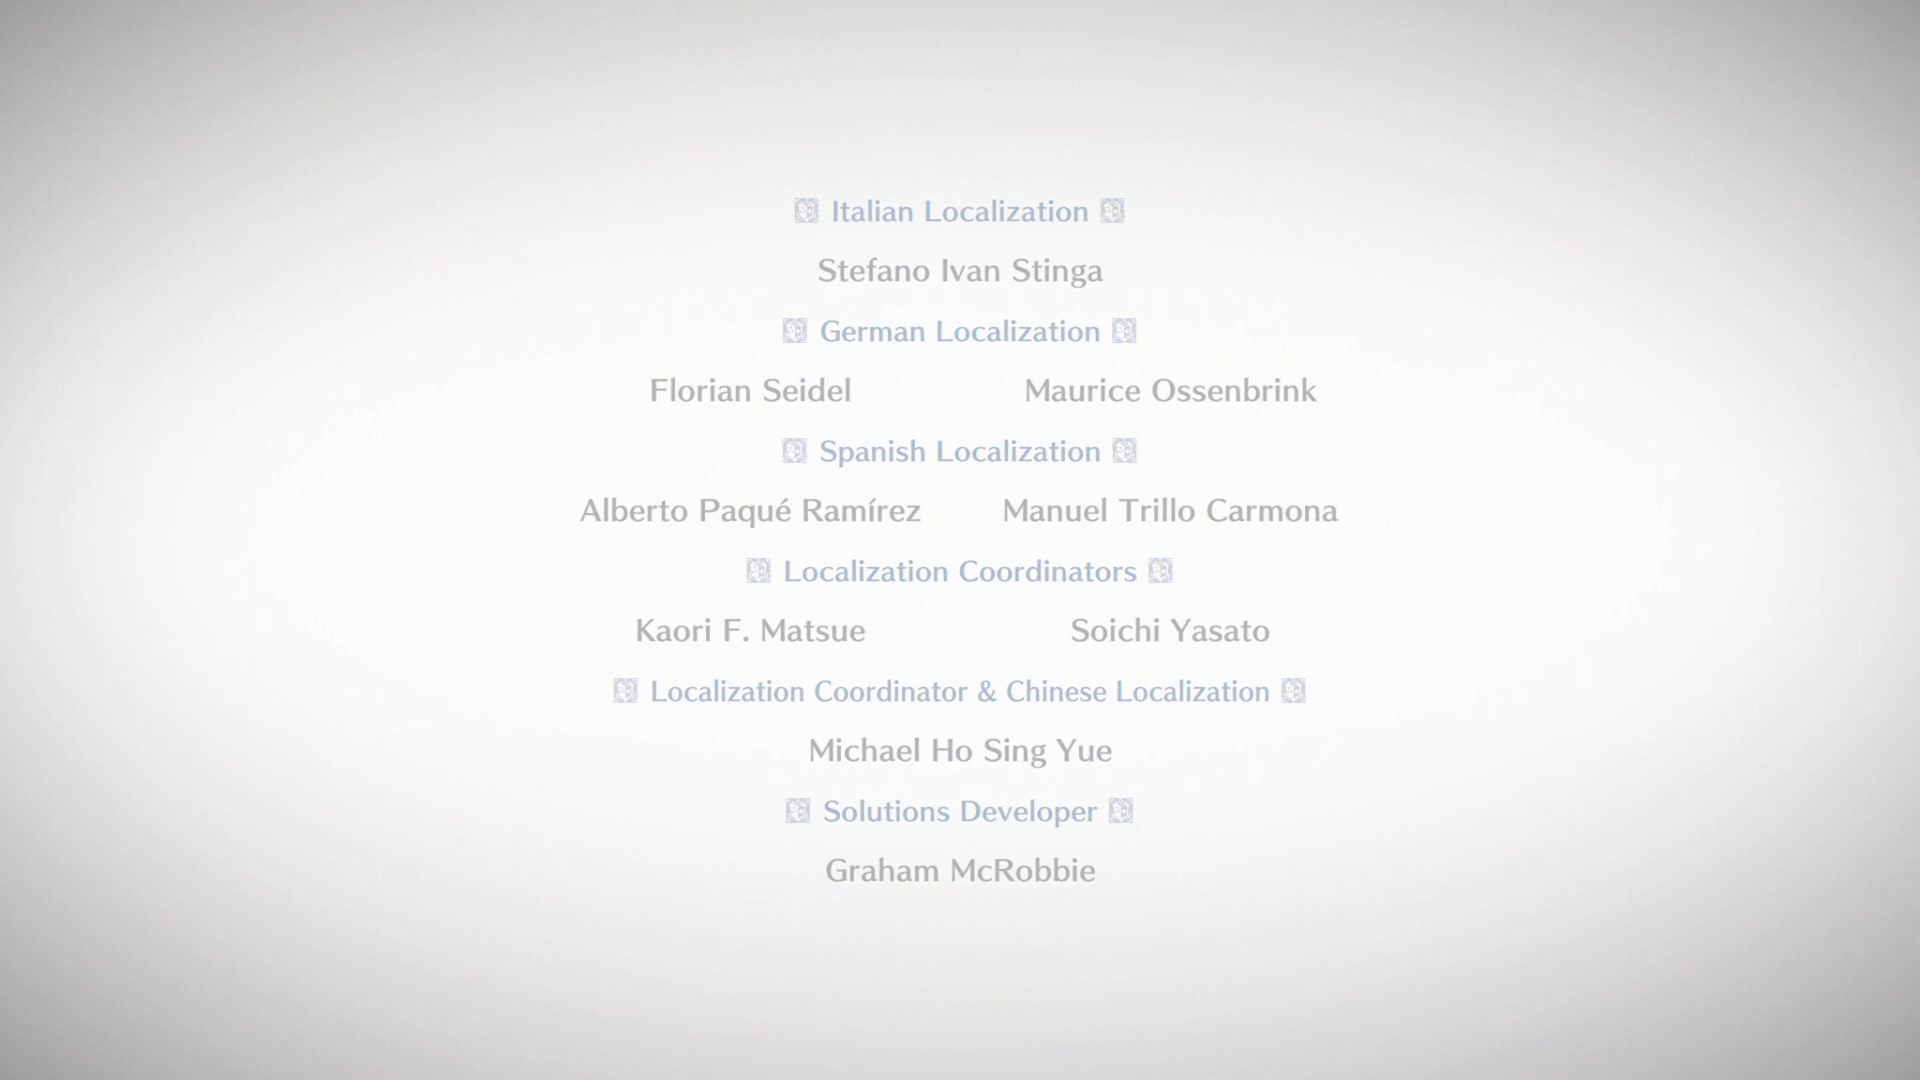 Italian Localization
Stefano Ivan Stinga
German Localization
Florian Seidel Maurice Ossenbrink
Spanish Localization
Alberto Paqué Ramírez Manuel Trillo Carmona
Localization Coordinators
Kaori F. Matsue Soichi Yasato
Localization Coordinator & Chinese Localization
Michael Ho Sing Yue
Solutions Developer
Graham McRobbie